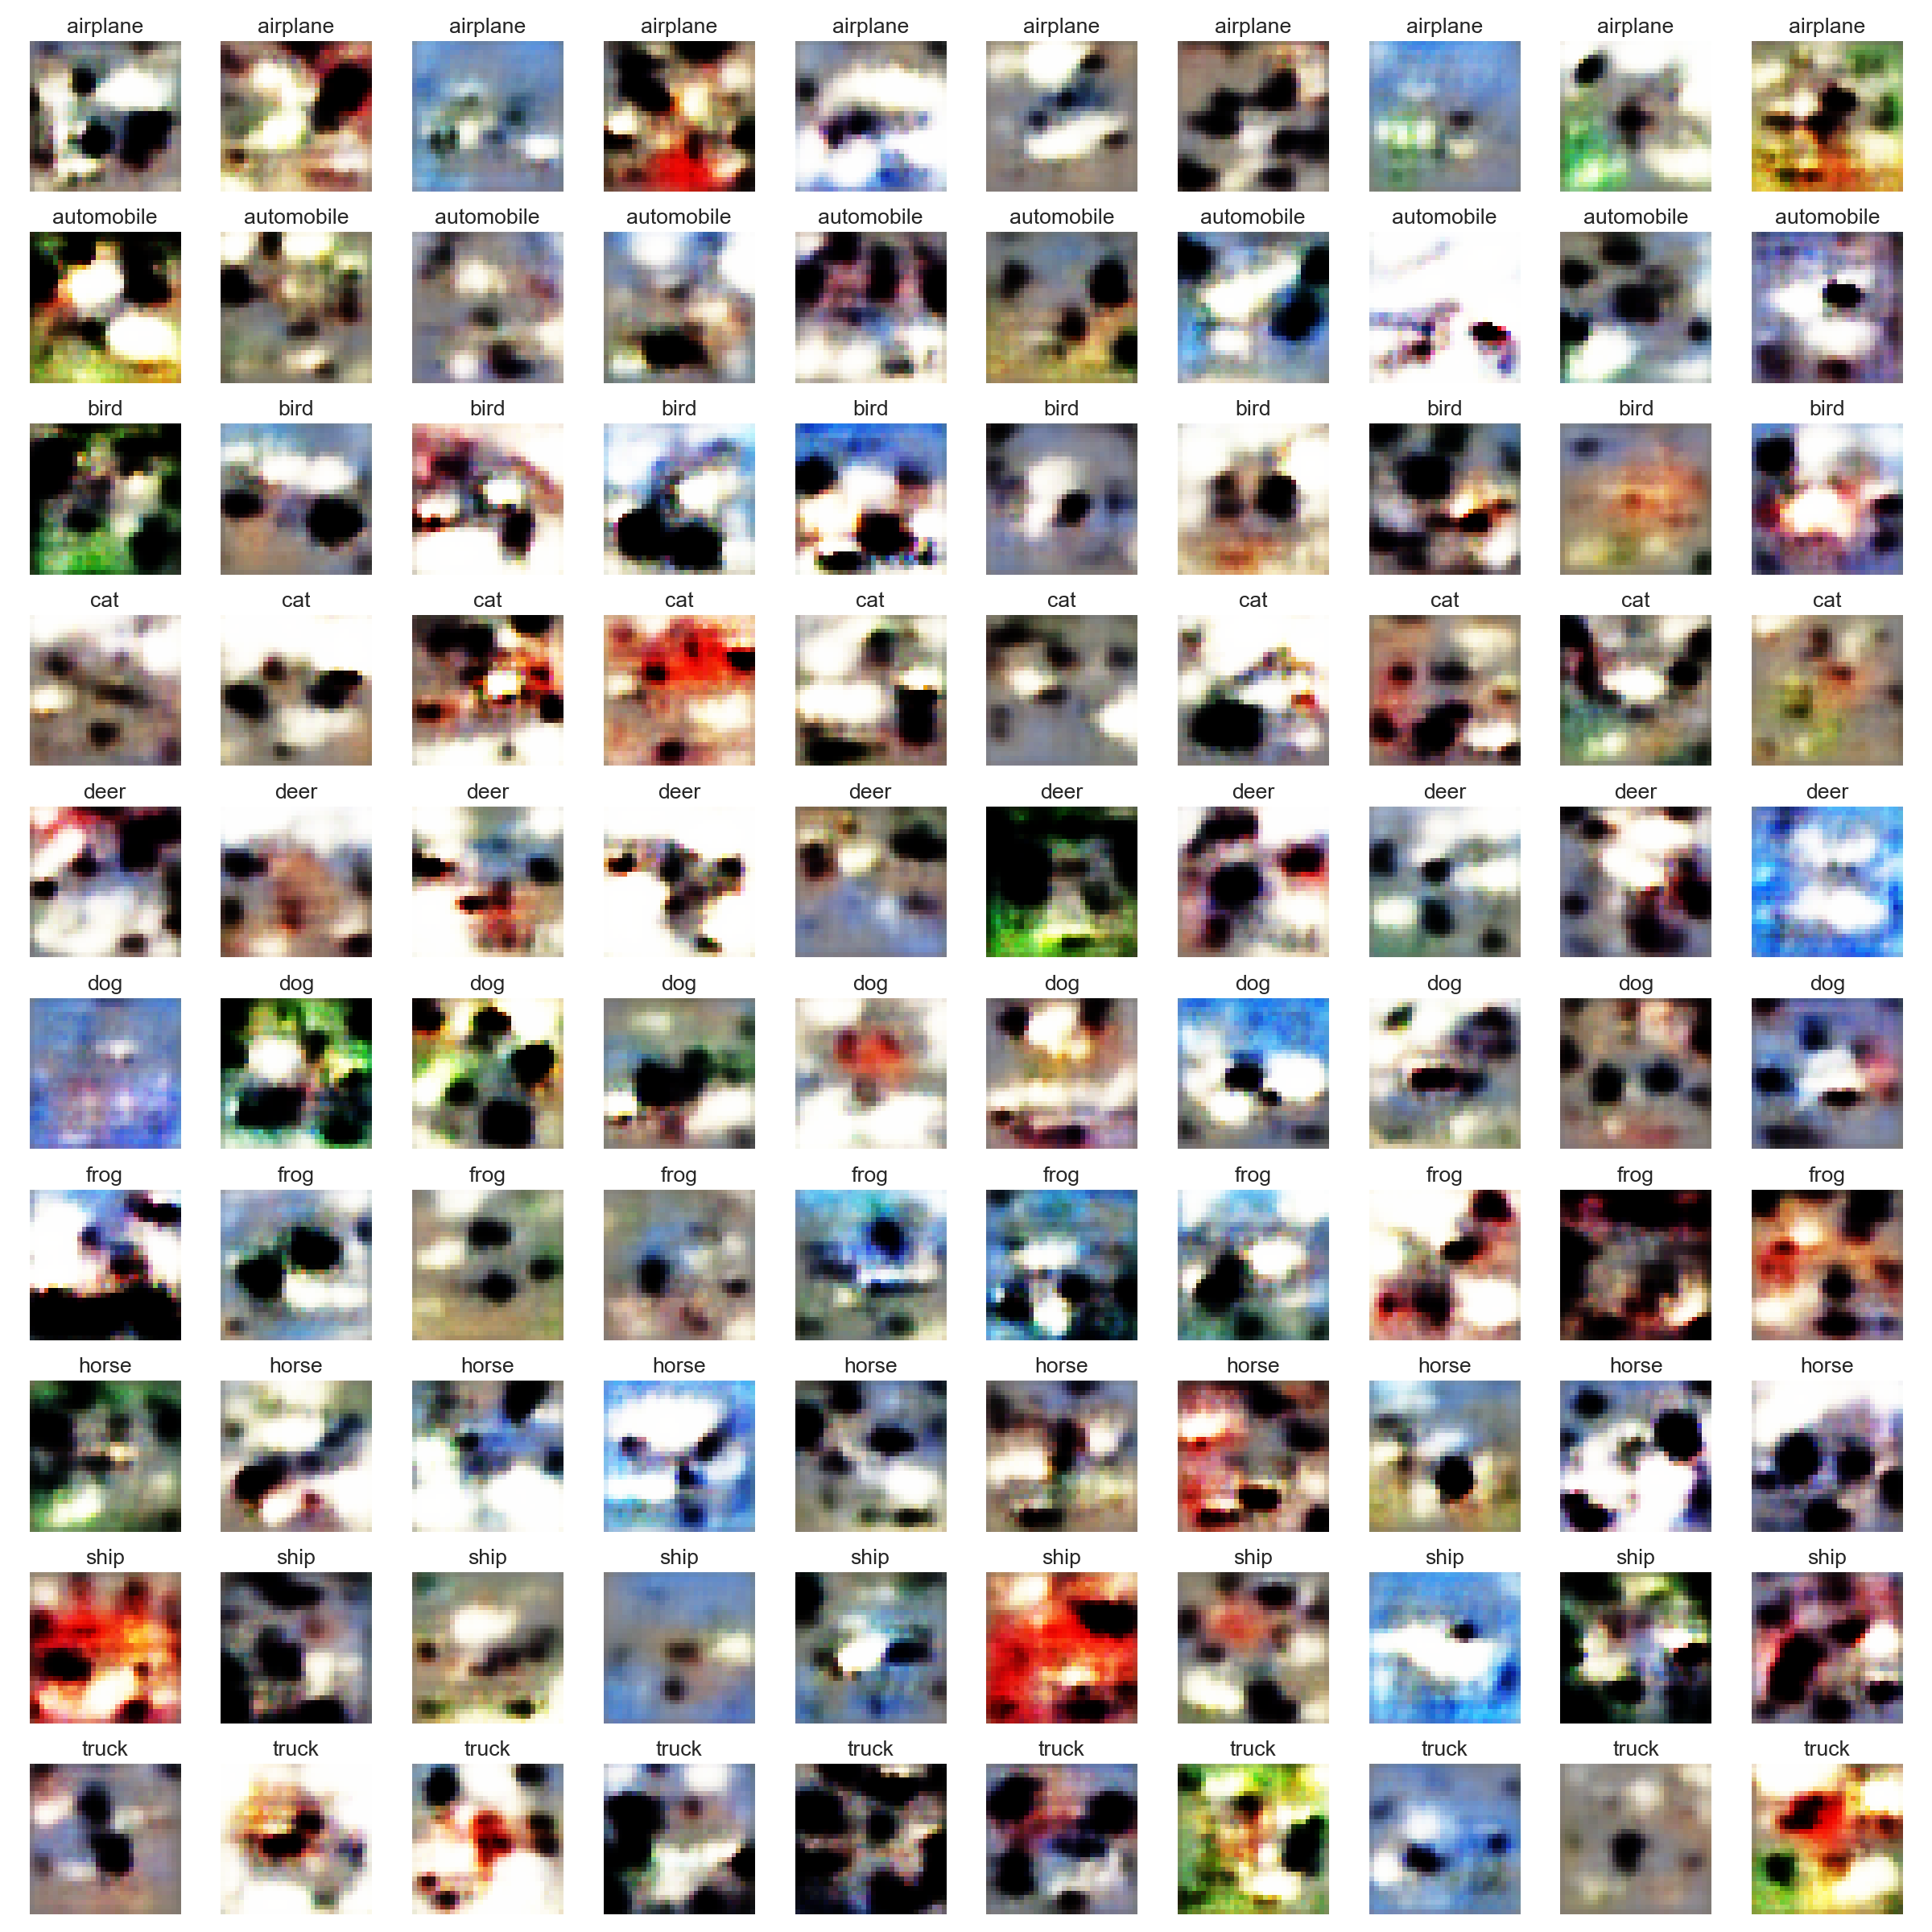 airplane airplane airplane airplane airplane airplane airplane airplane airplane airplane
automobile automobile automobile automobile automobile automobile automobile automobile automobile automobile
bird bird bird bird bird bird bird bird bird bird
cat cat cat cat cat cat cat cat cat cat
deer deer deer deer deer deer deer deer deer deer
dog dog dog dog dog dog dog dog dog dog
frog frog frog frog frog frog frog frog frog frog
horse horse horse horse horse horse horse horse horse horse
ship ship ship ship ship ship ship ship ship ship
truck truck truck truck truck truck truck truck truck truck